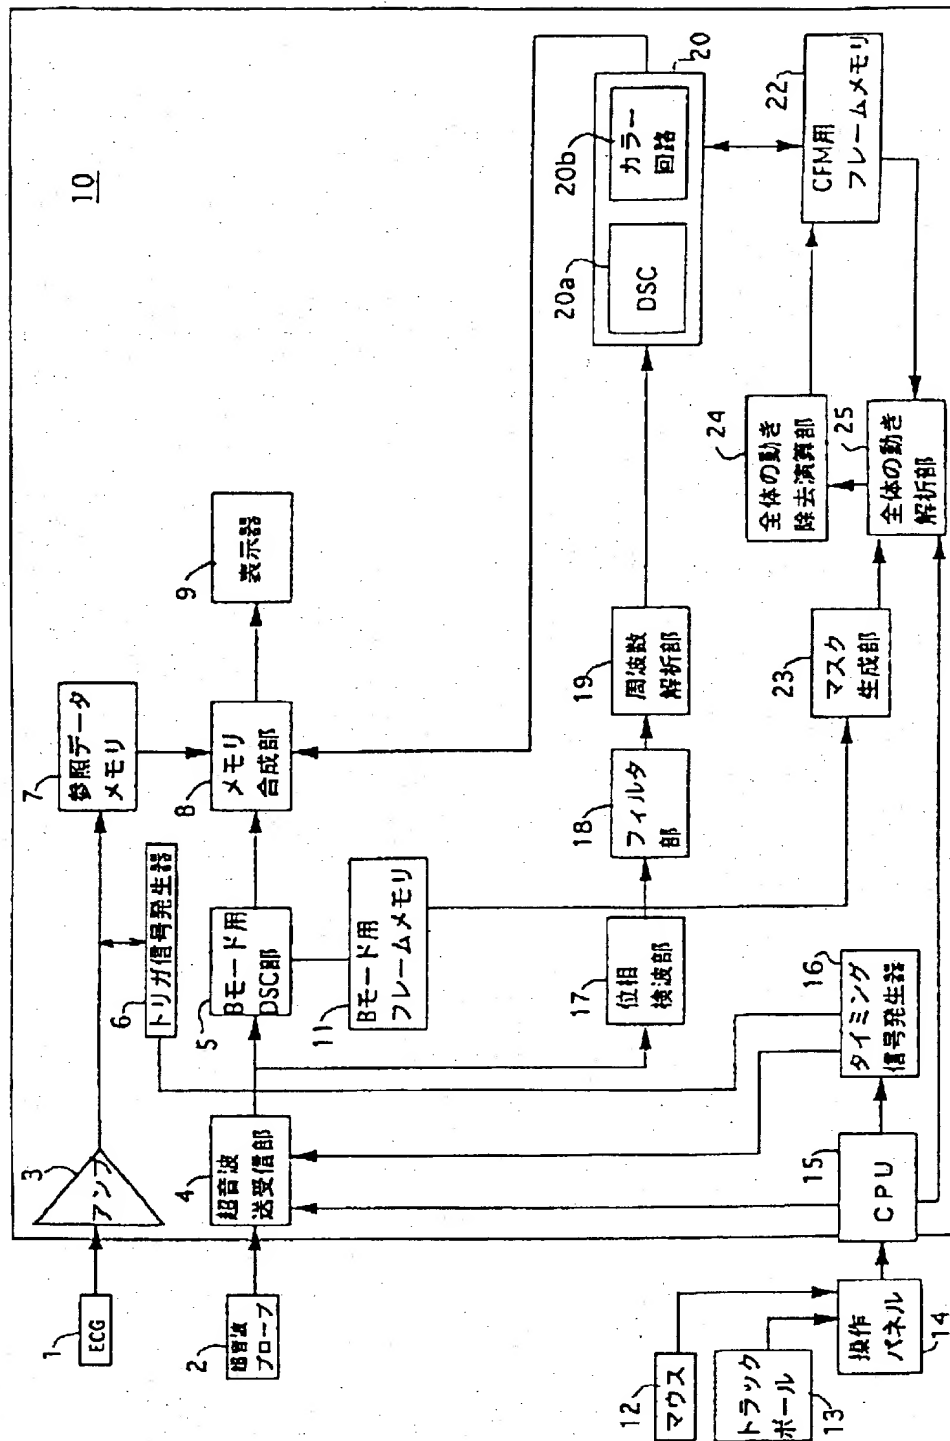 10
1
ECG
3
アンプ
7
参照データ
メモリ
6
トリガ信号発生器
2
超音波
プローブ
4
超音波
送受信部
5
Bモード用
DSC部
8
メモリ
合成部
9
表示器
11
Bモード用
フレームメモリ
17
位相
検波部
18
フィルタ
部
19
周波数
解析部
20
20a
DSC
20b
カラー
回路
22
CFM用
フレームメモリ
12
マウス
13
トラック
ボール
14
操作
パネル
15
CPU
16
タイミング
信号発生器
23
マスク
生成部
24
全体の動き
除去演算部
25
全体の動き
解析部